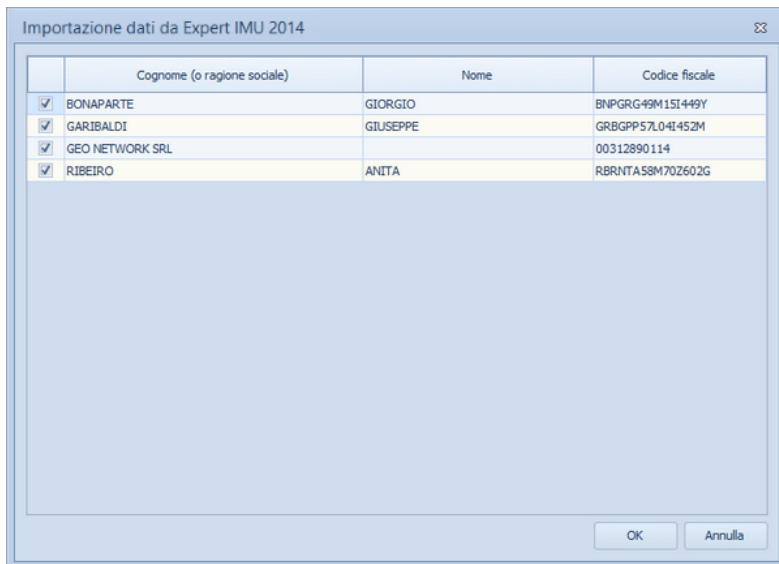 Importazione dati da Expert IMU 2014
Cognome (o ragione sociale) Nome Codice fiscale
BONAPARTE GIORGIO BNPGRG49M15I449Y
GARIBALDI GIUSEPPE GRBGPP57L04I452M
GEO NETWORK SRL 00312890114
RIBEIRO ANITA RBRNTA58M70Z602G
OK Annulla